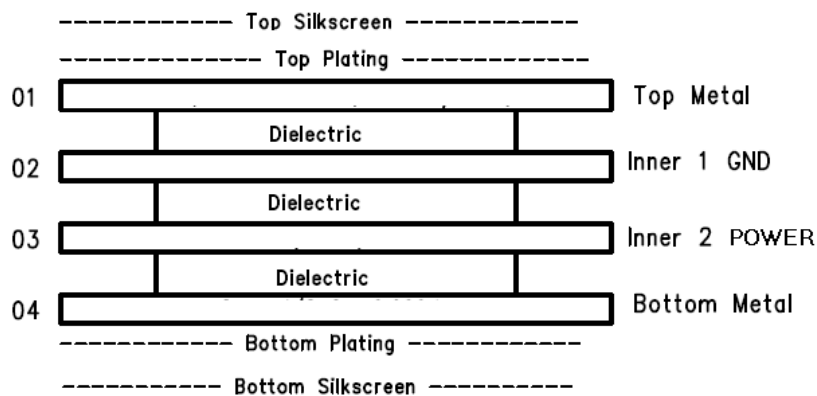 Top Silkscreen
Top Plating
01 Top Metal
Dielectric
02 Inner 1 GND
Dielectric
03 Inner 2 POWER
Dielectric
04 Bottom Metal
Bottom Plating
Bottom Silkscreen